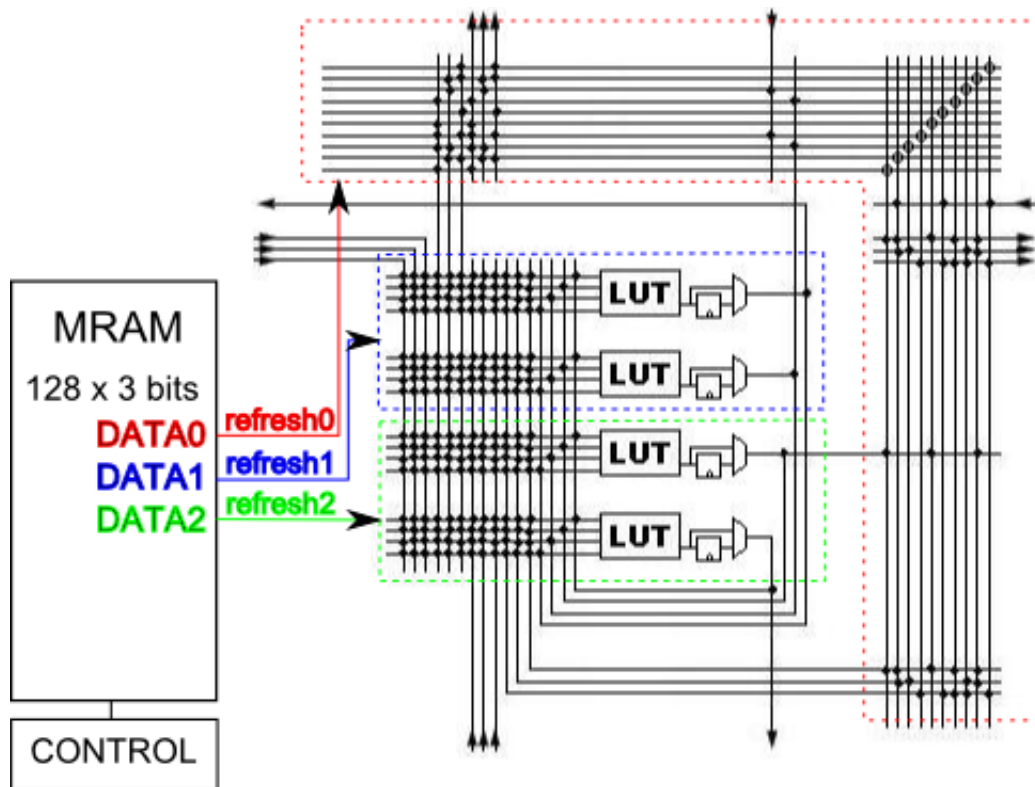 MRAM
128 x 3 bits
DATA0
refresh0
DATA1
refresh1
DATA2
refresh2
CONTROL
LUT
LUT
LUT
LUT